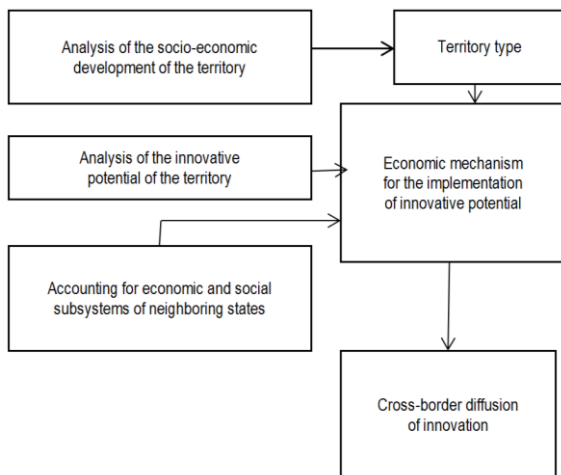 Analysis of the socio-economic
development of the territory
Territory type
Analysis of the innovative
potential of the territory
Economic mechanism
for the implementation
of innovative potential
Accounting for economic and social
subsystems of neighboring states
Cross-border diffusion
of innovation